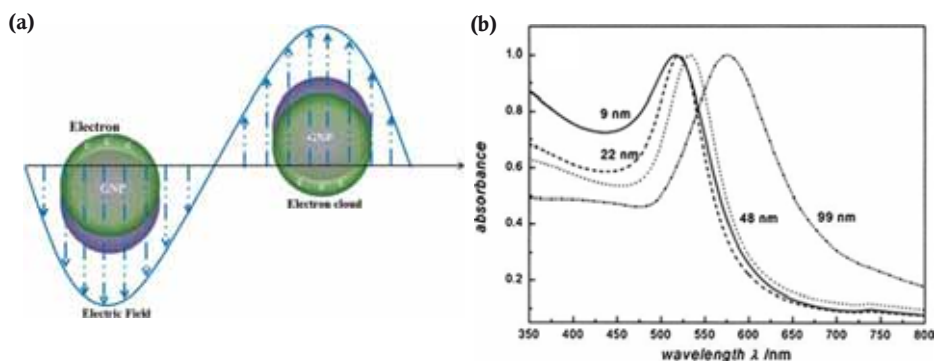 (a)
Electron
GNP
Electric Field
GNP
Electron cloud
(b)
absorbance
1.0
0.8
0.6
0.4
0.2
9 nm
22 nm
48 nm
99 nm
350 400 450 500 550 600 650 700 750 800
wavelength λ /nm